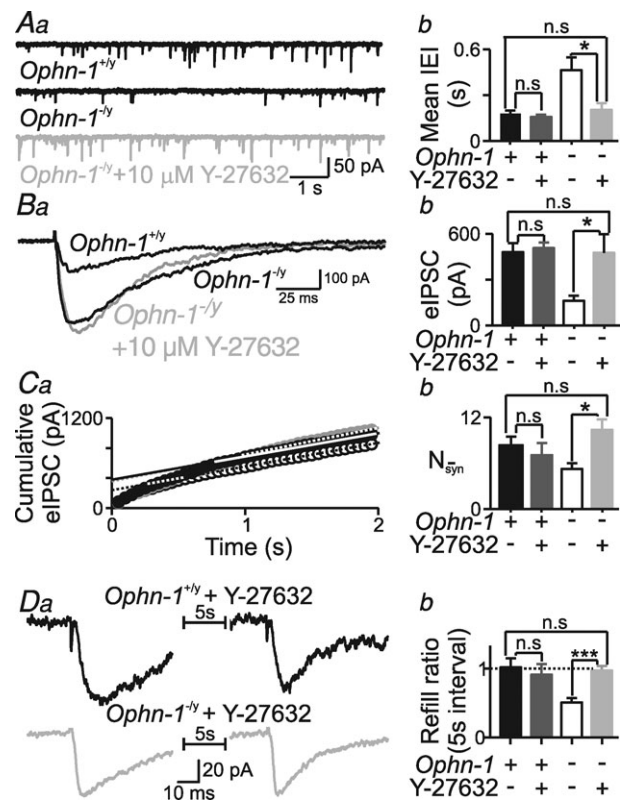 Aa
Ophn-1+/y
Ophn-1-/y
Ophn-1-/y+10 µM Y-27632
50 pA
1 s
b
n.s
*
n.s
Mean IEI (s)
0.6
0
Ophn-1 + + - -
Y-27632 - + - +
Ba
Ophn-1+/y
Ophn-1-/y
Ophn-1-/y
+10 µM Y-27632
100 pA
25 ms
b
n.s
*
n.s
eIPSC (pA)
600
0
Ophn-1 + + - -
Y-27632 - + - +
Ca
Cumulative eIPSC (pA)
1200
0
0 1 2
Time (s)
b
n.s
*
n.s
Nsyn
12
0
Ophn-1 + + - -
Y-27632 - + - +
Da
Ophn-1+/y + Y-27632
5s
Ophn-1-/y + Y-27632
5s
20 pA
10 ms
b
n.s
***
n.s
Refill ratio (5s interval)
1
0
Ophn-1 + + - -
Y-27632 - + - +